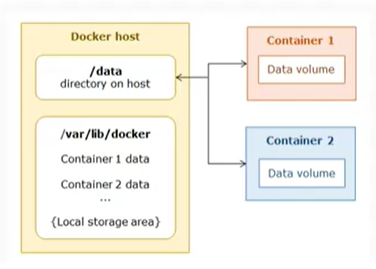 Docker host
/data
directory on host
/var/lib/docker
Container 1 data
Container 2 data
...
{Local storage area}
Container 1
Data volume
Container 2
Data volume